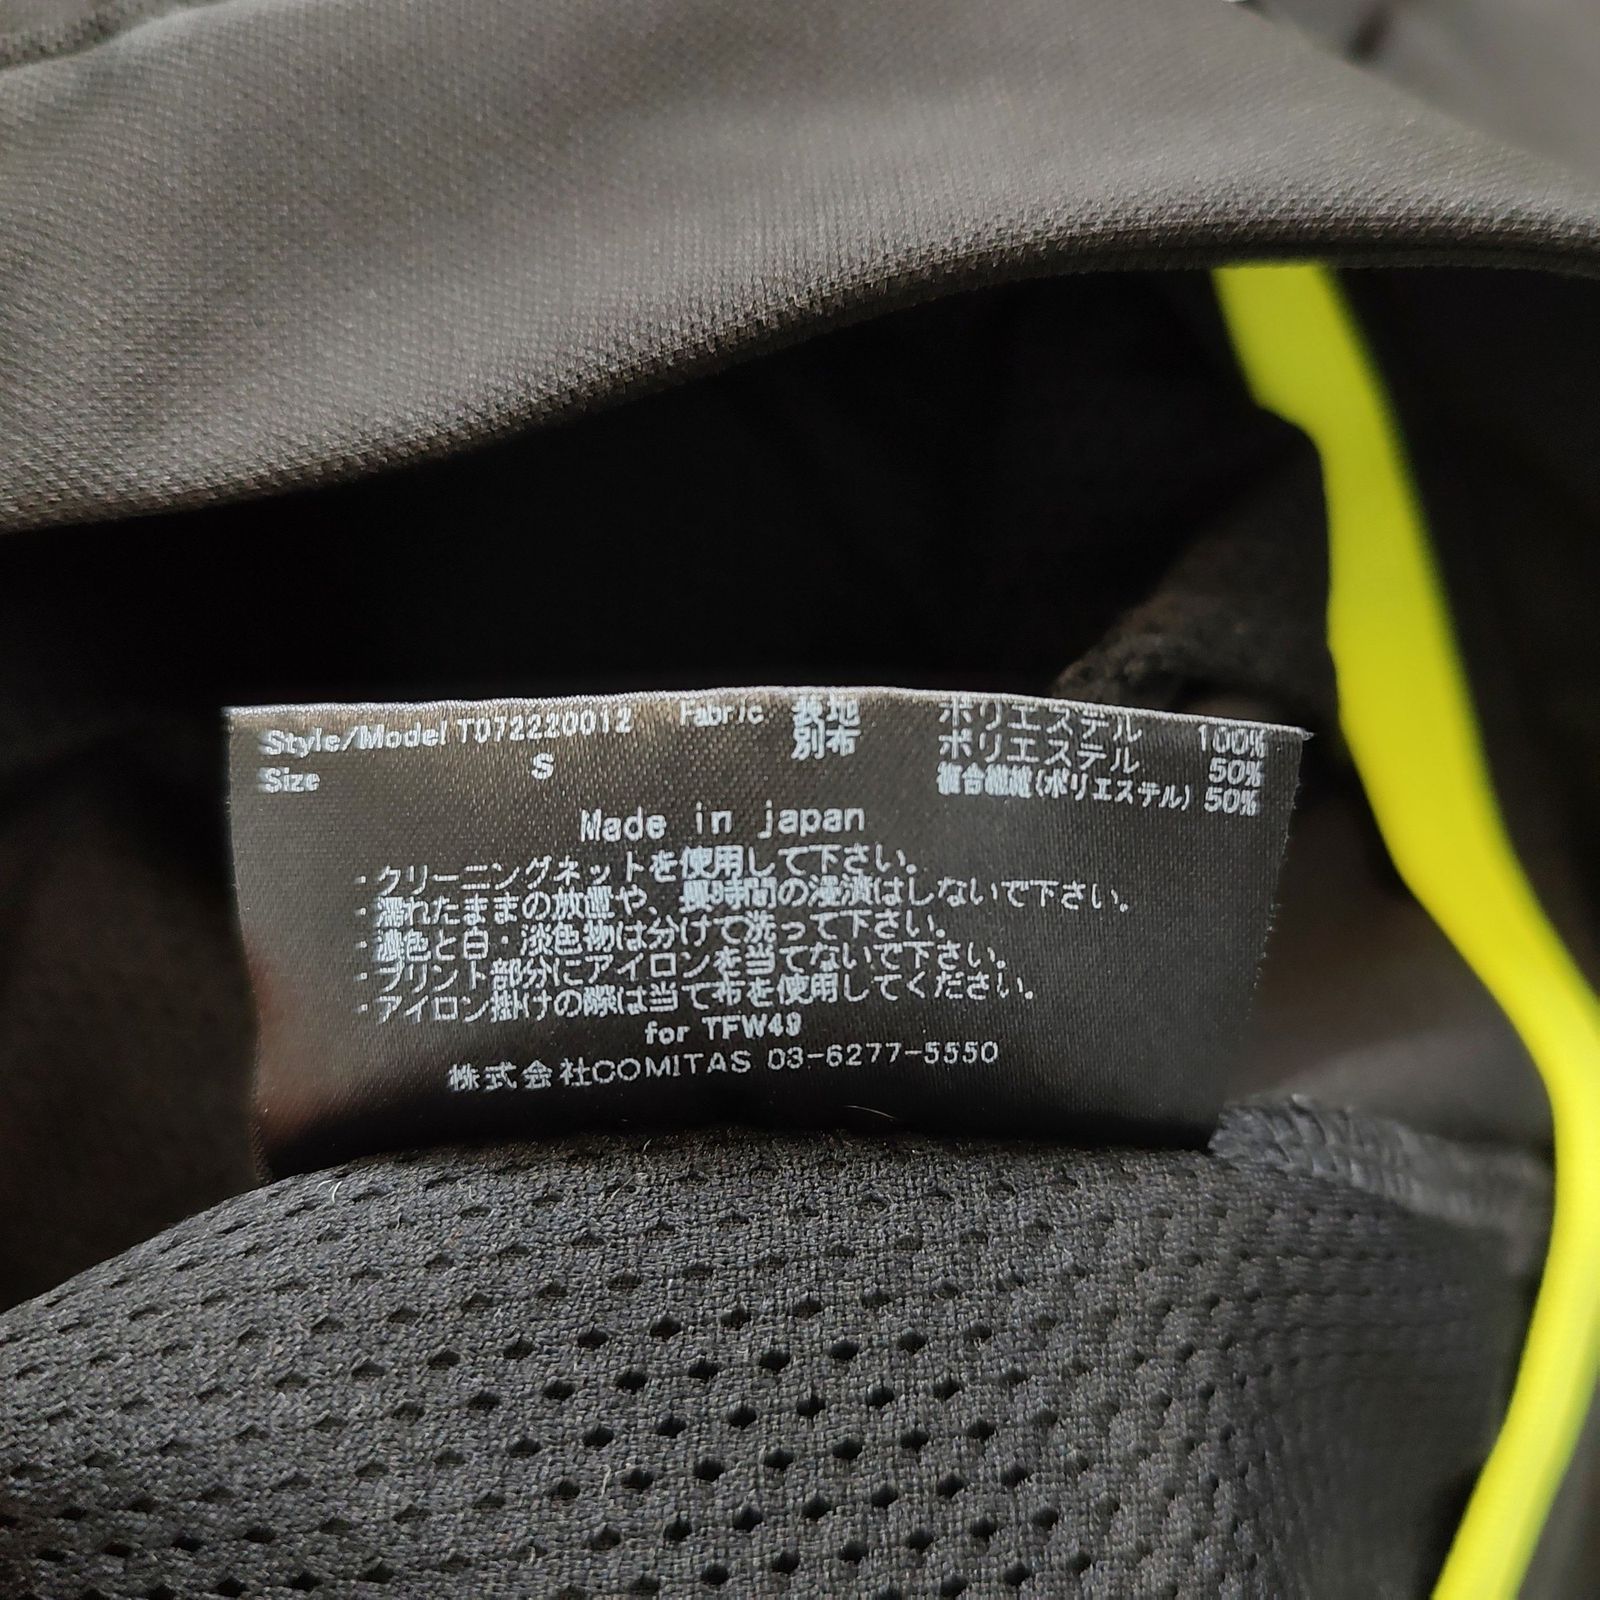 Style/Model T072220012 Fabric 表地 ポリエステル 100%
別布 ポリエステル 50%
Size S 複合繊維(ポリエステル) 50%
Made in japan
・クリーニングネットを使用して下さい。
・濡れたままの放置や、長時間の浸漬はしないで下さい。
・濃色と白・淡色物は分けて洗って下さい。
・プリント部分にアイロンを当てないで下さい。
・アイロン掛けの際は当て布を使用してください。
for TFW49
株式会社COMITAS 03-6277-5550